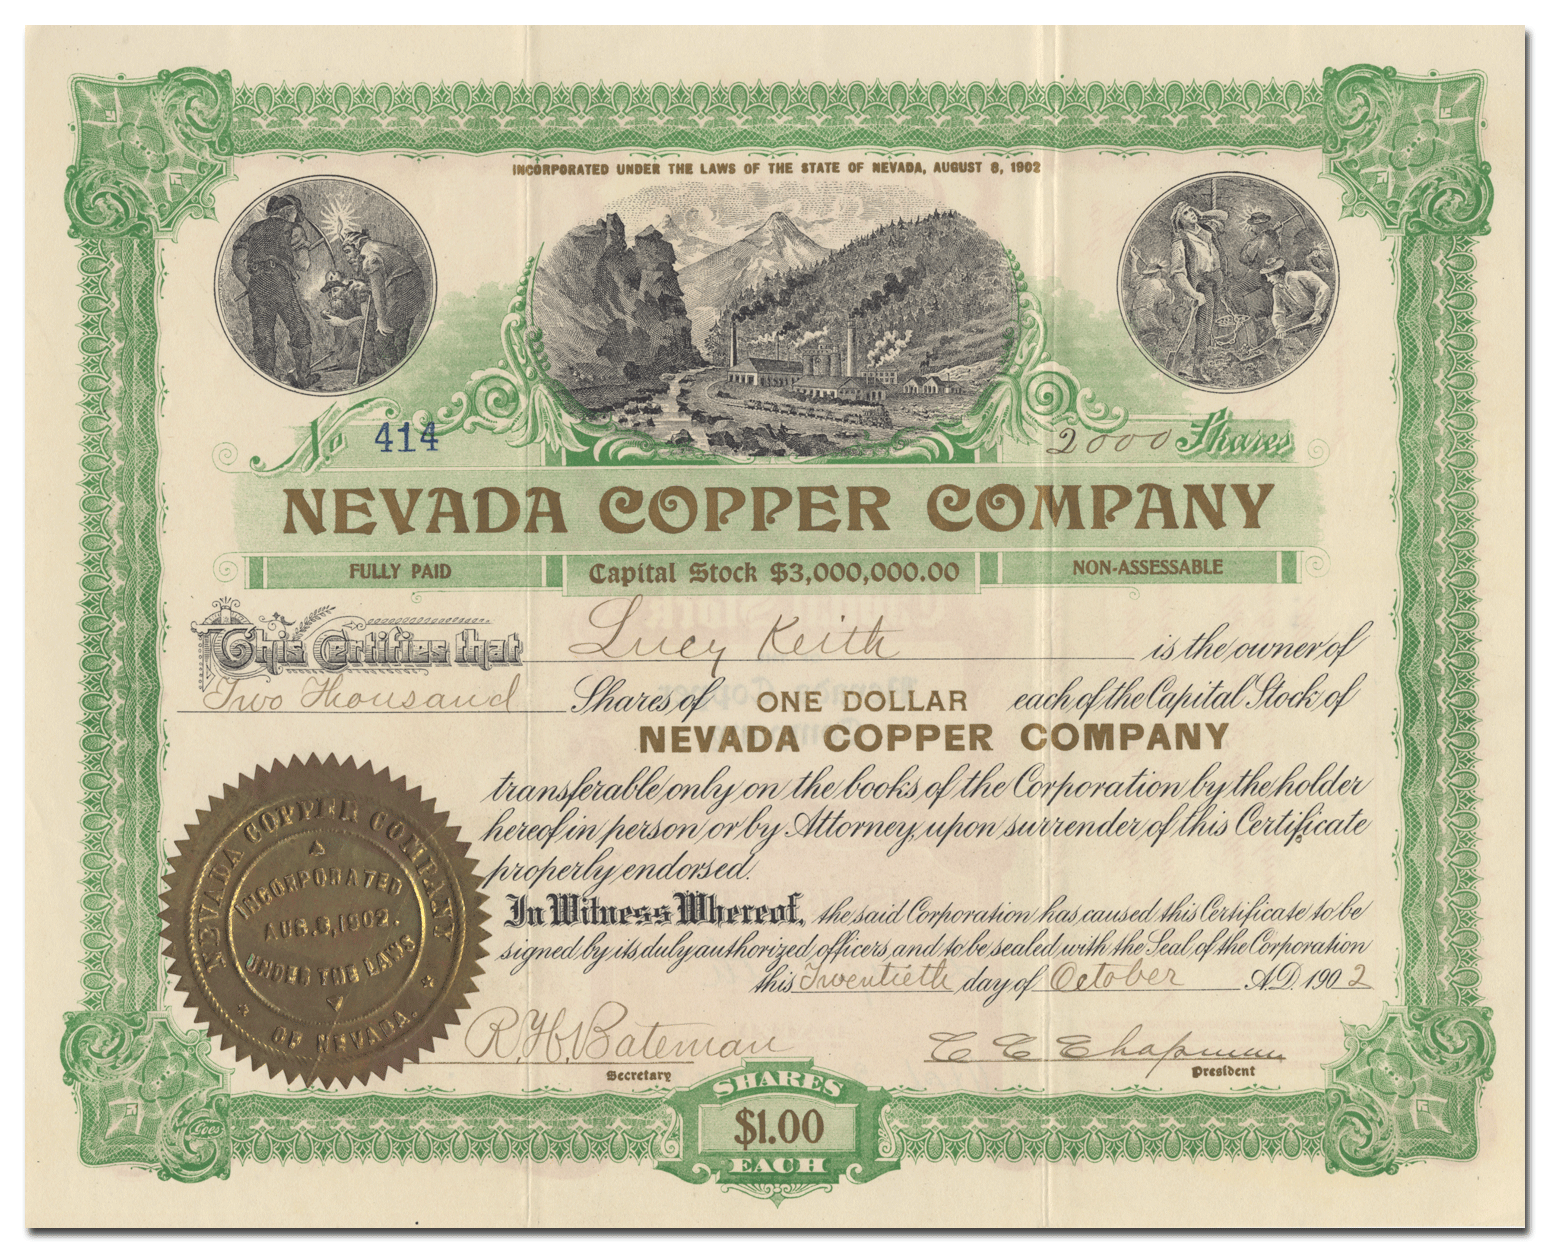 INCORPORATED UNDER THE LAWS OF THE STATE OF NEVADA, AUGUST 8, 1902
No. 414
2000 Shares
NEVADA COPPER COMPANY
FULLY PAID
Capital Stock $3,000,000.00
NON-ASSESSABLE
This Certifies that Lucy Keith is the owner of
Two Thousand Shares of ONE DOLLAR each of the Capital Stock of
NEVADA COPPER COMPANY
transferable only on the books of the Corporation by the holder
hereof in person or by Attorney, upon surrender of this Certificate
properly endorsed.
In Witness Whereof, the said Corporation has caused this Certificate to be
signed by its duly authorized officers and to be sealed with the Seal of the Corporation
this Twentieth day of October A.D. 1902
NEVADA COPPER COMPANY
INCORPORATED
AUG. 8, 1902.
UNDER THE LAWS
OF NEVADA.
R. H. Bateman
Secretary
C C Chapman
President
SHARES
$1.00
EACH
Goes